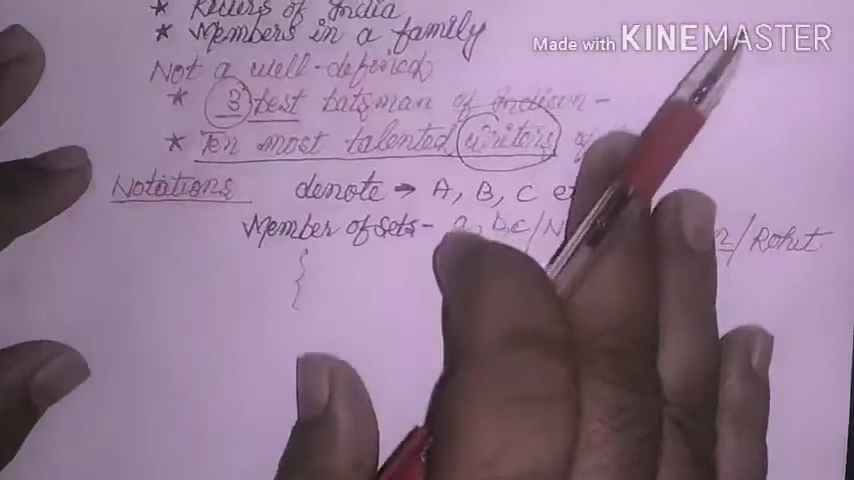 * Rivers of India
* Members in a family
Made with KINEMASTER
Not a well-defined
* 3 best batsman of Indian -
* Ten most talented writers of
Notations denote → A, B, C
Member of sets - a, b, c / N / Rohit
{